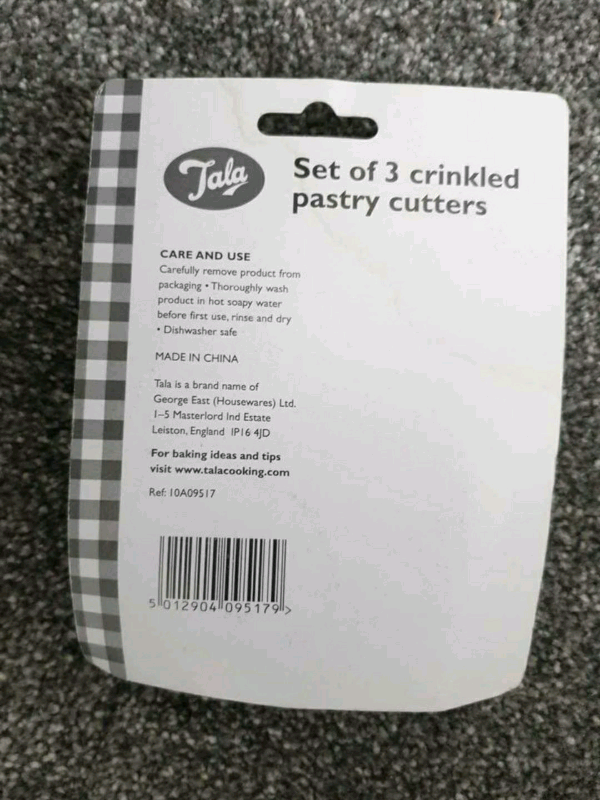 Tala
Set of 3 crinkled
pastry cutters
CARE AND USE
Carefully remove product from
packaging • Thoroughly wash
product in hot soapy water
before first use, rinse and dry
• Dishwasher safe
MADE IN CHINA
Tala is a brand name of
George East (Housewares) Ltd.
1–5 Masterlord Ind Estate
Leiston, England IP16 4JD
For baking ideas and tips
visit www.talacooking.com
Ref: 10A09517
5 012904 095179 >